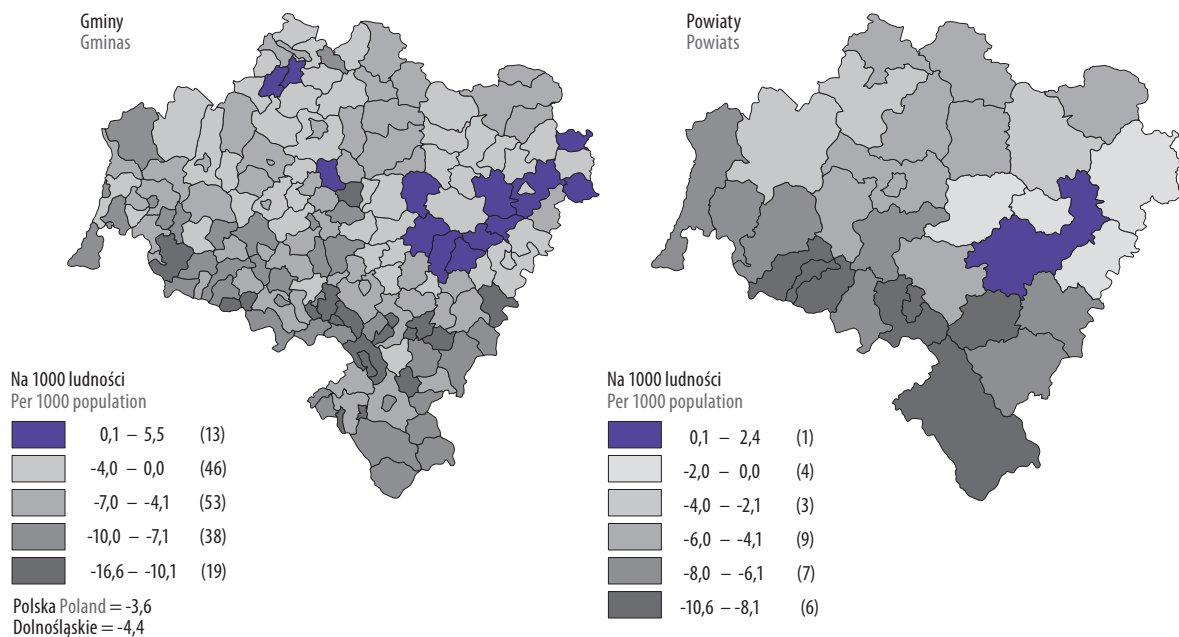 Gminy
Gminas
Na 1000 ludności
Per 1000 population
0,1 – 5,5 (13)
-4,0 – 0,0 (46)
-7,0 – -4,1 (53)
-10,0 – -7,1 (38)
-16,6 – -10,1 (19)
Polska Poland = -3,6
Dolnośląskie = -4,4
Powiaty
Powiats
Na 1000 ludności
Per 1000 population
0,1 – 2,4 (1)
-2,0 – 0,0 (4)
-4,0 – -2,1 (3)
-6,0 – -4,1 (9)
-8,0 – -6,1 (7)
-10,6 – -8,1 (6)